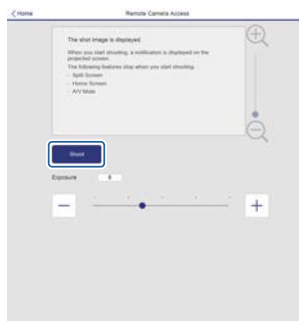 Home
Remote Camera Access
The shot image is displayed.
When you start shooting, a notification is displayed on the
projected screen.
The following features stop when you start shooting.
- Split Screen
- Home Screen
- A/V Mute
Shoot
Exposure